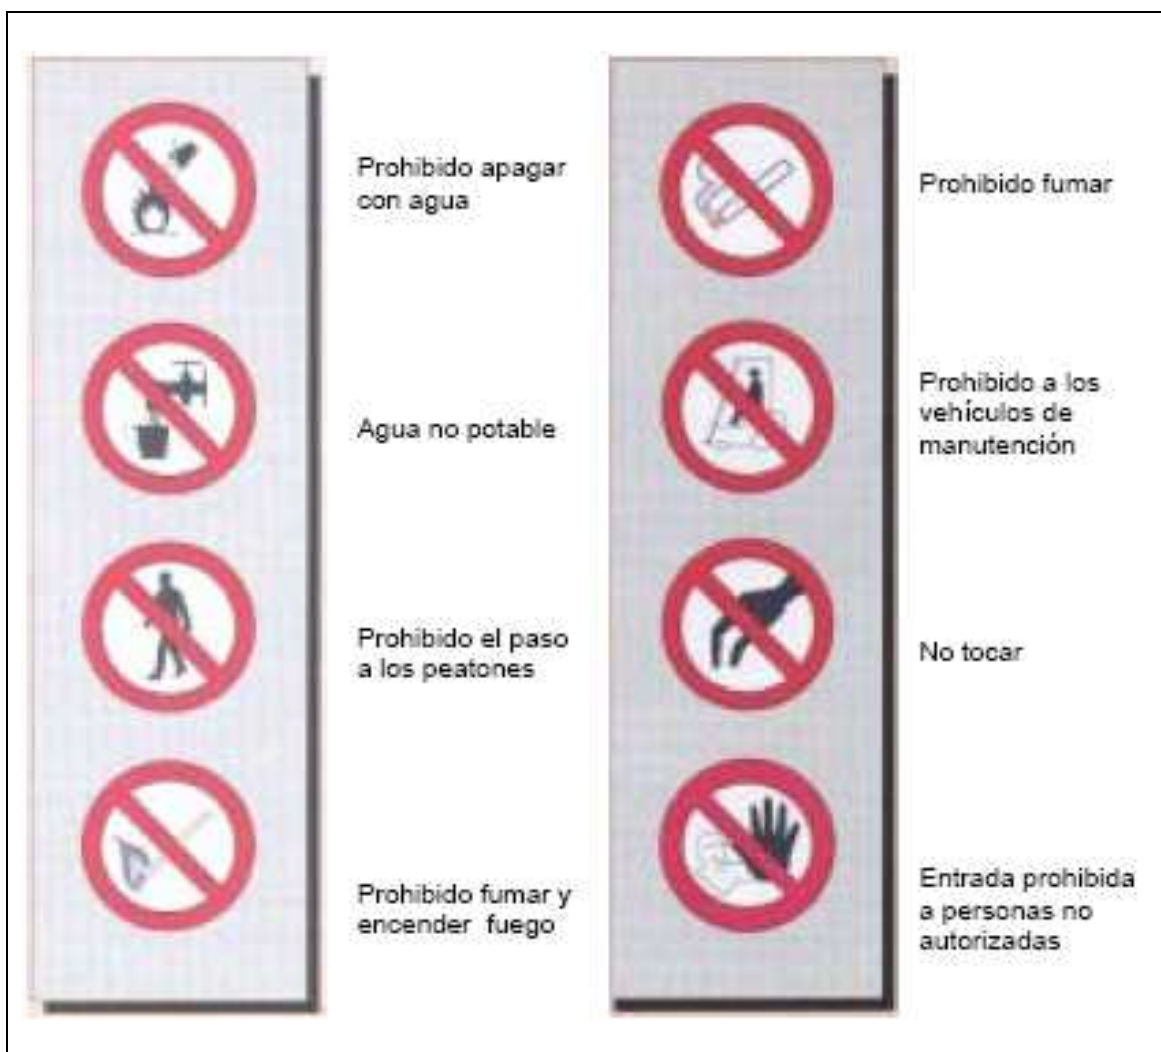 Prohibido apagar
con agua
Agua no potable
Prohibido el paso
a los peatones
Prohibido fumar y
encender fuego
Prohibido fumar
Prohibido a los
vehículos de
manutención
No tocar
Entrada prohibida
a personas no
autorizadas